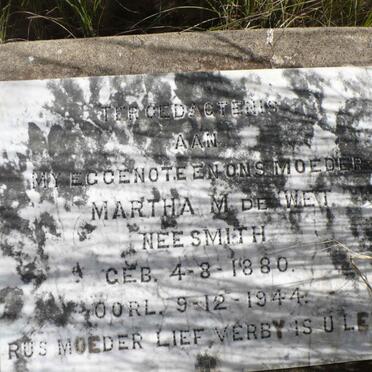 TER GEDAGTENIS
AAN
MY EGGENOTE EN ONS MOEDER
MARTHA M. DE WET
NEE SMITH
GEB. 4-8-1880.
OORL. 9-12-1944.
RUS MOEDER LIEF VERBY IS U LE